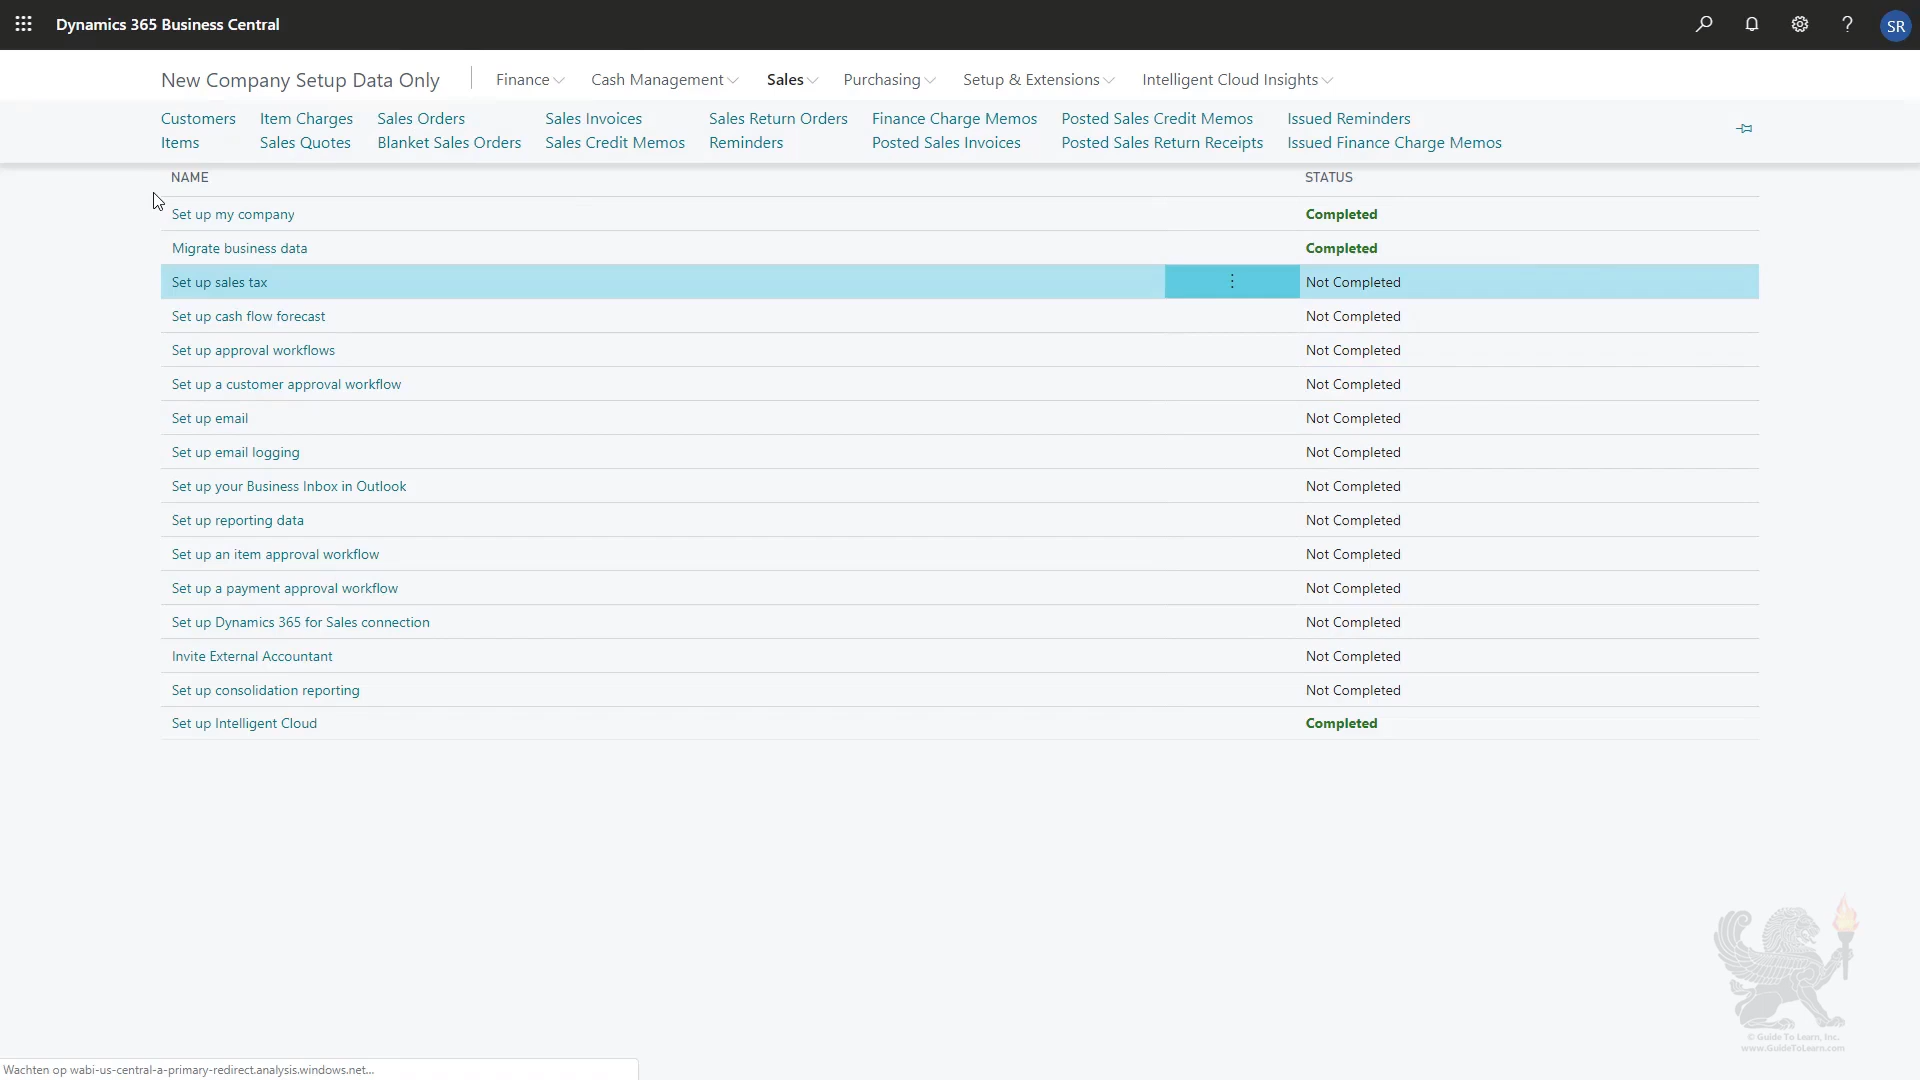 Dynamics 365 Business Central
SR
New Company Setup Data Only
Finance Cash Management Sales Purchasing Setup & Extensions Intelligent Cloud Insights
Customers Item Charges Sales Orders Sales Invoices Sales Return Orders Finance Charge Memos Posted Sales Credit Memos Issued Reminders
Items Sales Quotes Blanket Sales Orders Sales Credit Memos Reminders Posted Sales Invoices Posted Sales Return Receipts Issued Finance Charge Memos
NAME STATUS
Set up my company Completed
Migrate business data Completed
Set up sales tax Not Completed
Set up cash flow forecast Not Completed
Set up approval workflows Not Completed
Set up a customer approval workflow Not Completed
Set up email Not Completed
Set up email logging Not Completed
Set up your Business Inbox in Outlook Not Completed
Set up reporting data Not Completed
Set up an item approval workflow Not Completed
Set up a payment approval workflow Not Completed
Set up Dynamics 365 for Sales connection Not Completed
Invite External Accountant Not Completed
Set up consolidation reporting Not Completed
Set up Intelligent Cloud Completed
© Guide To Learn, Inc.
www.GuideToLearn.com
Wachten op wabi-us-central-a-primary-redirect.analysis.windows.net...